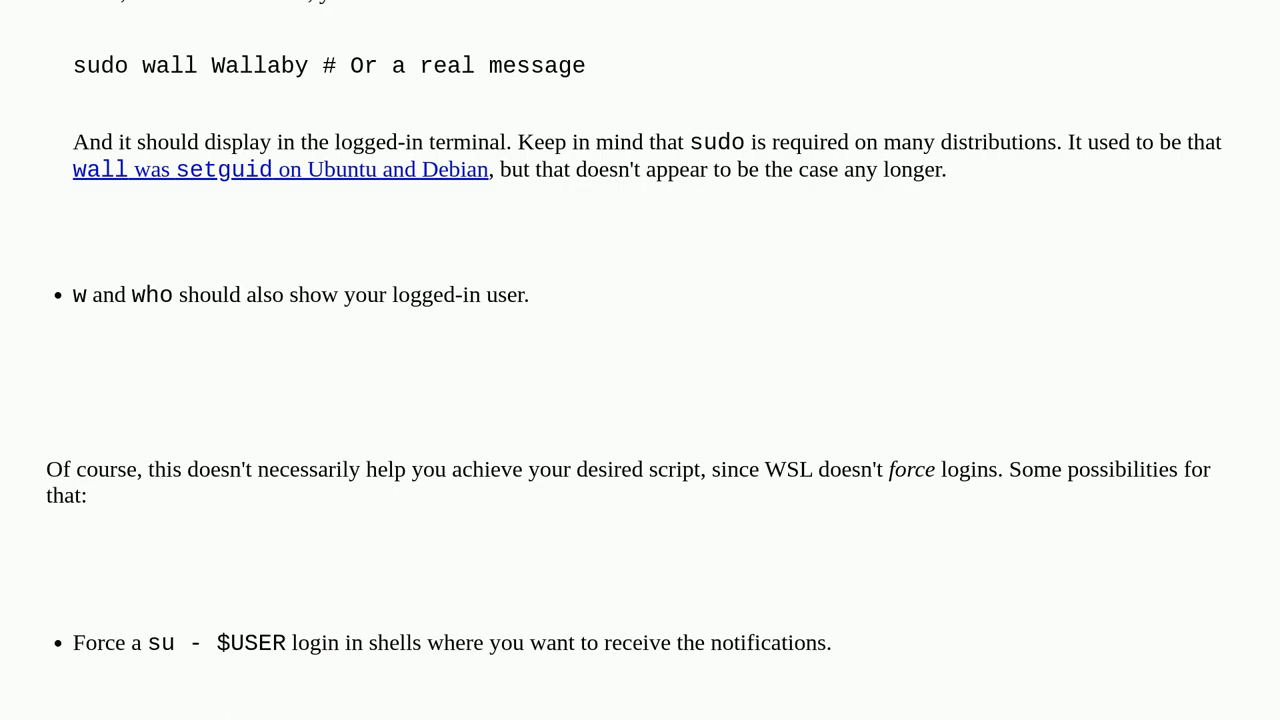 sudo wall Wallaby # Or a real message
And it should display in the logged-in terminal. Keep in mind that sudo is required on many distributions. It used to be that
wall was setguid on Ubuntu and Debian, but that doesn't appear to be the case any longer.
• w and who should also show your logged-in user.
Of course, this doesn't necessarily help you achieve your desired script, since WSL doesn't force logins. Some possibilities for
that:
• Force a su - $USER login in shells where you want to receive the notifications.